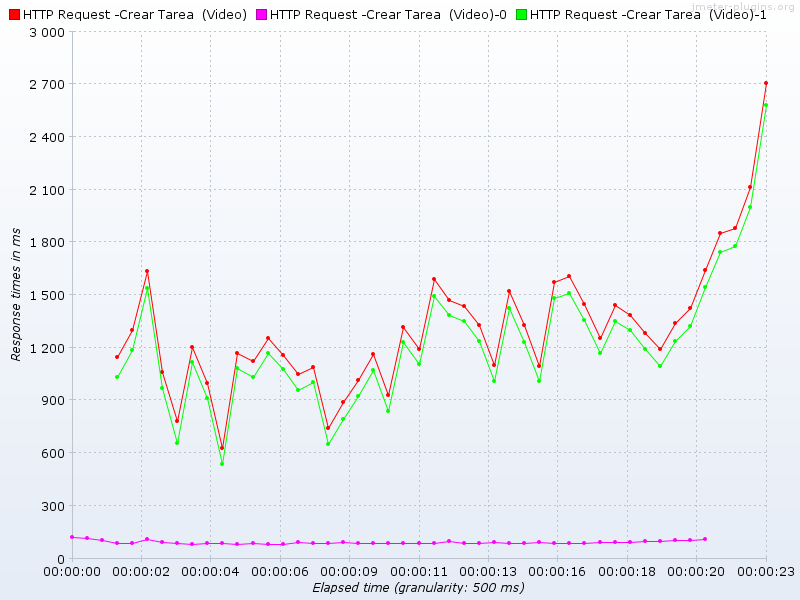 jmeter-plugins.org
HTTP Request -Crear Tarea  (Video) HTTP Request -Crear Tarea  (Video)-0 HTTP Request -Crear Tarea  (Video)-1
3 000
2 700
2 400
2 100
1 800
1 500
1 200
900
600
300
0
Response times in ms
00:00:00 00:00:02 00:00:04 00:00:06 00:00:09 00:00:11 00:00:13 00:00:16 00:00:18 00:00:20 00:00:23
Elapsed time (granularity: 500 ms)